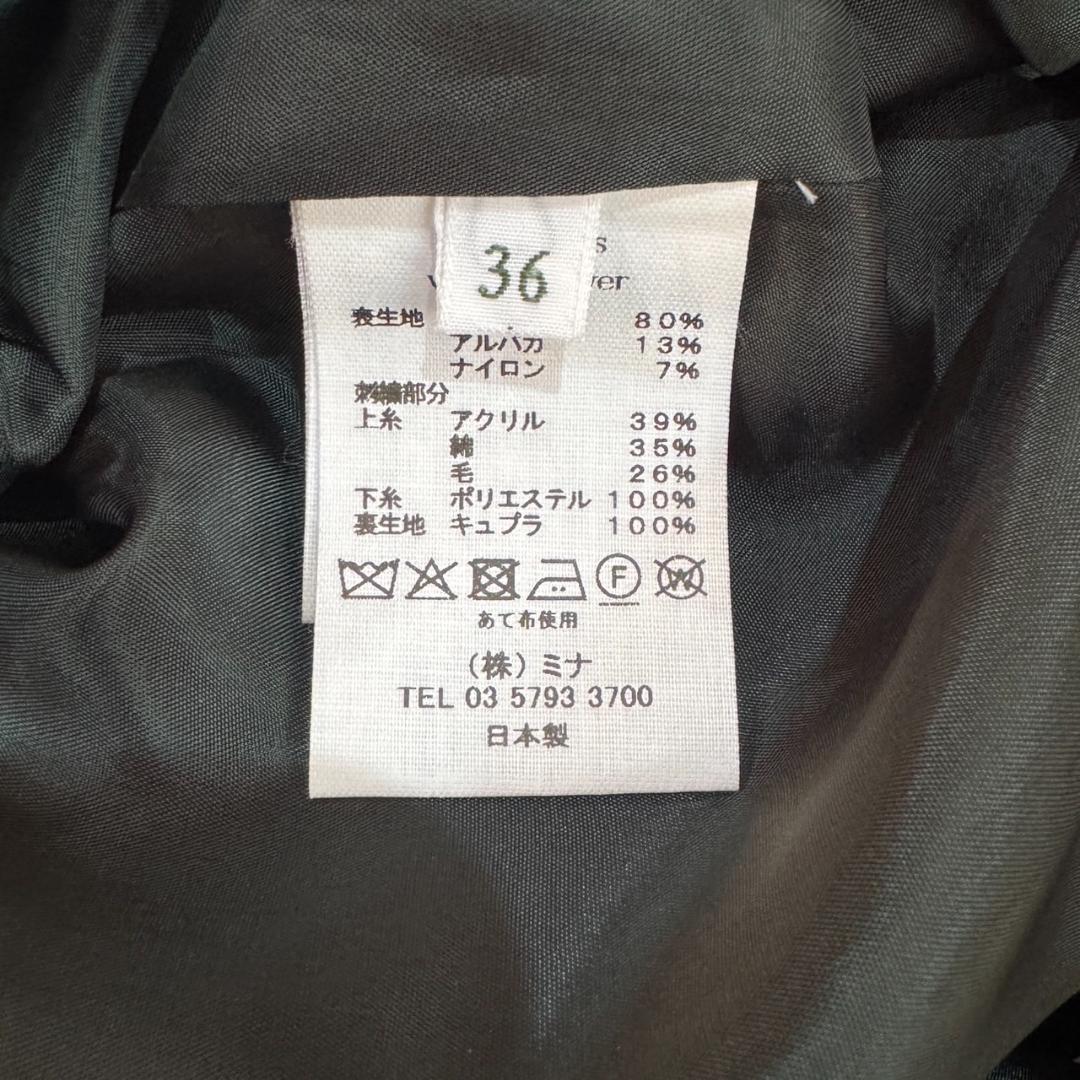 36
表生地 80%
アルパカ 13%
ナイロン 7%
刺繍部分
上糸 アクリル 39%
綿 35%
毛 26%
下糸 ポリエステル 100%
裏生地 キュプラ 100%
F W
あて布使用
(株)ミナ
TEL 03 5793 3700
日本製